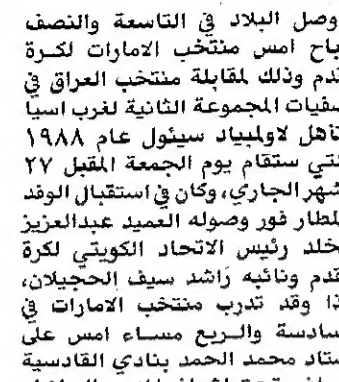 وصل البلاد في التاسعة والنصف
باح امس منتخب الامارات لكرة
دم وذلك لمقابلة منتخب العراق في
صفيات المجموعة الثانية لغرب اسيا
تاهل لاولمبياد سيئول عام ١٩٨٨
لتي ستقام يوم الجمعة المقبل ٢٧
شهر الجاري، وكان في استقبال الوفد
لمطار فور وصوله العميد عبدالعزيز
خلد رئيس الاتحاد الكويتي لكرة
قدم ونائبه راشد سيف الحجيلان،
ذا وقد تدرب منتخب الامارات في
سادسة والربع مساء امس على
ستاد محمد الحمد بنادي القادسية